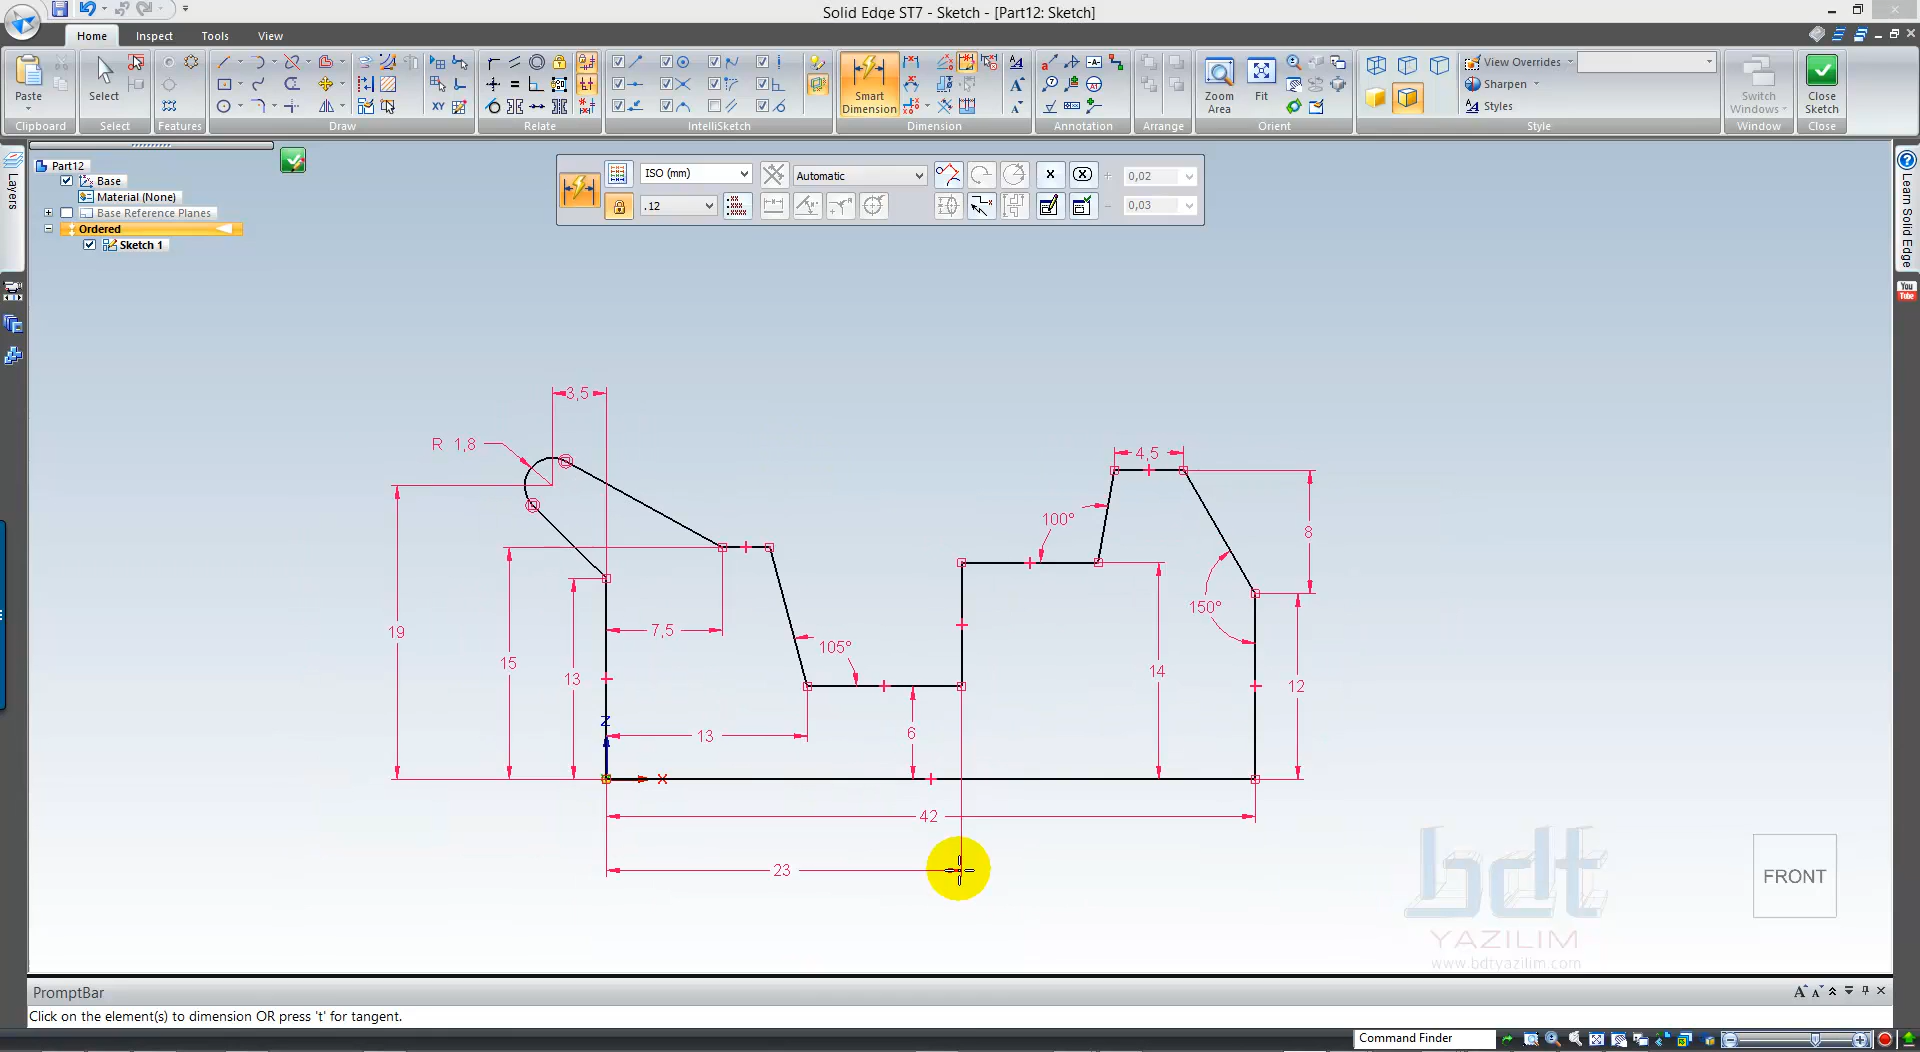 Solid Edge ST7 - Sketch - [Part12: Sketch]
Home
Inspect
Tools
View
Paste
Select
Smart
Dimension
Zoom
Area
Fit
View Overrides
Sharpen
Styles
Switch
Windows
Close
Sketch
Clipboard
Select
Features
Draw
Relate
IntelliSketch
Dimension
Annotation
Arrange
Orient
Style
Window
Close
Layers
Part12
Base
Material (None)
Base Reference Planes
Ordered
Sketch 1
ISO (mm)
Automatic
0,02
.12
0,03
Learn Solid Edge
You
Tube
3,5
R 1,8
4,5
100°
8
150°
19
7,5
105°
15
13
14
12
Z
13
6
X
42
23
bdt
YAZILIM
www.bdtyazilim.com
FRONT
PromptBar
Click on the element(s) to dimension OR press 't' for tangent.
Command Finder